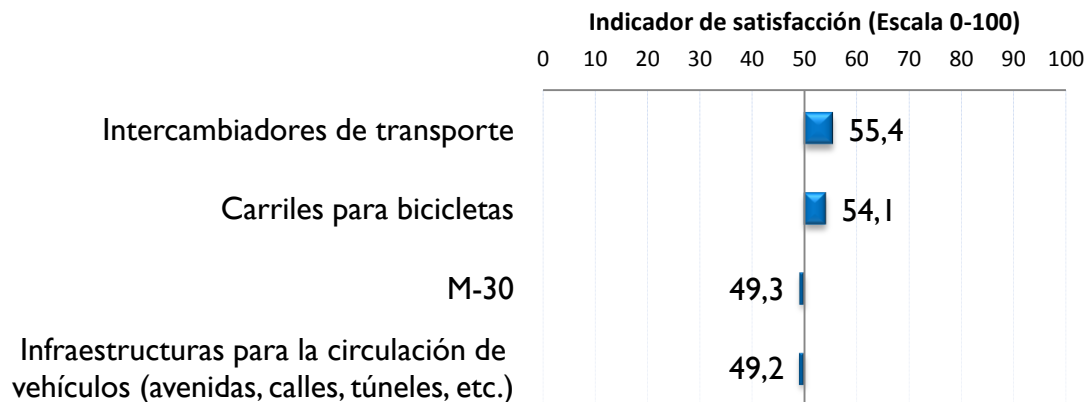 Indicador de satisfacción (Escala 0-100)
0 10 20 30 40 50 60 70 80 90 100
Intercambiadores de transporte 55,4
Carriles para bicicletas 54,1
M-30 49,3
Infraestructuras para la circulación de
vehículos (avenidas, calles, túneles, etc.) 49,2